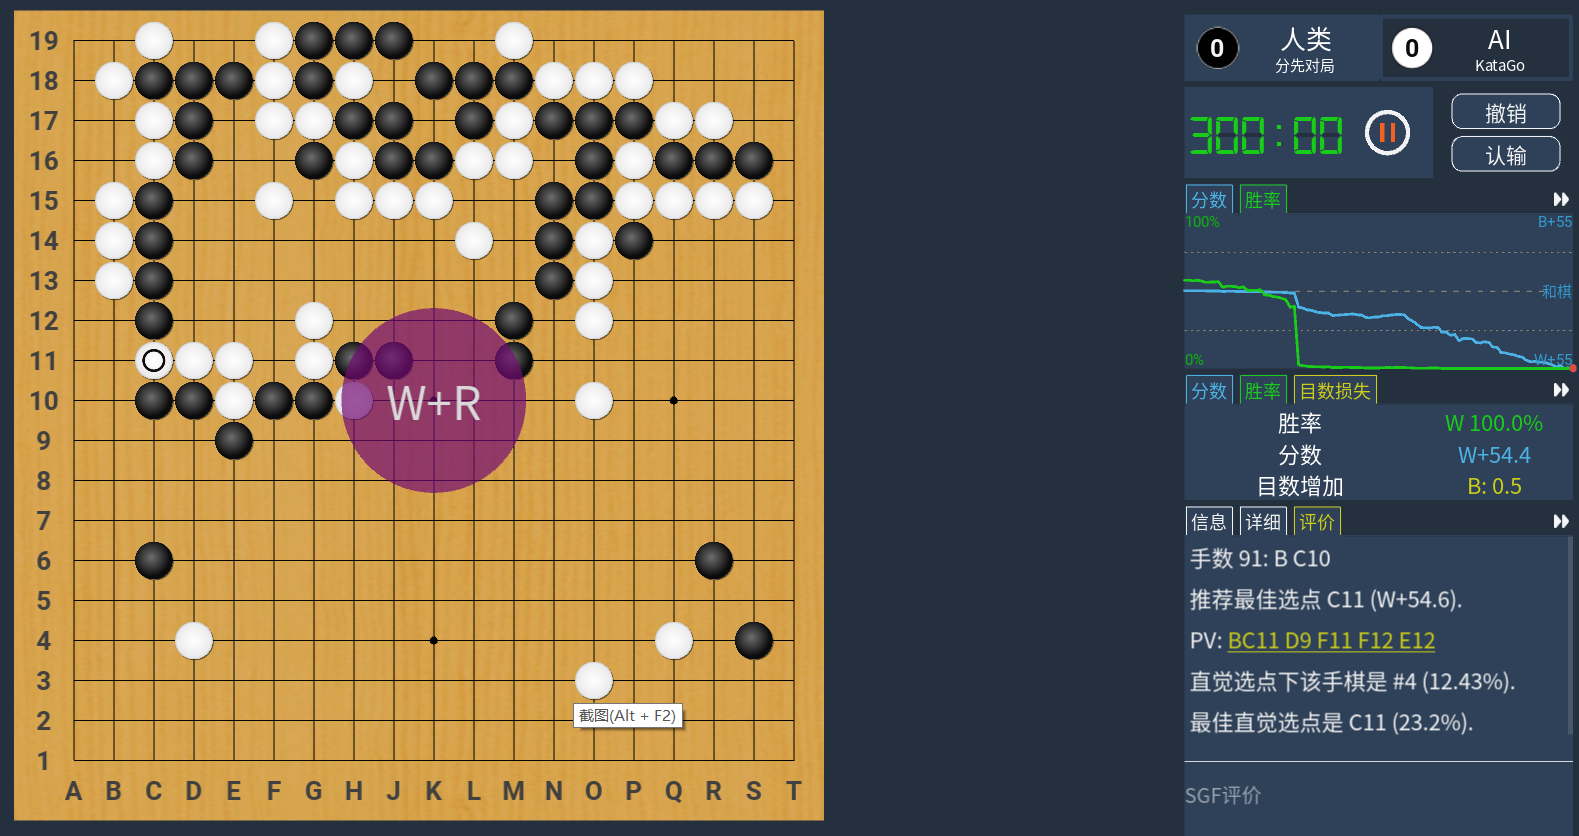 0 人类 0 AI
分先对局 KataGo
300:00 撤销
认输
分数 胜率
100% B+55
和棋
0% W+55
分数 胜率 目数损失
胜率 W 100.0%
分数 W+54.4
目数增加 B: 0.5
信息 详细 评价
手数 91: B C10
推荐最佳选点 C11 (W+54.6).
PV: BC11 D9 F11 F12 E12
直觉选点下该手棋是 #4 (12.43%).
最佳直觉选点是 C11 (23.2%).
SGF评价
19
18
17
16
15
14
13
12
11
10
9
8
7
6
5
4
3
2
1
W+R
截图(Alt + F2)
A B C D E F G H J K L M N O P Q R S T